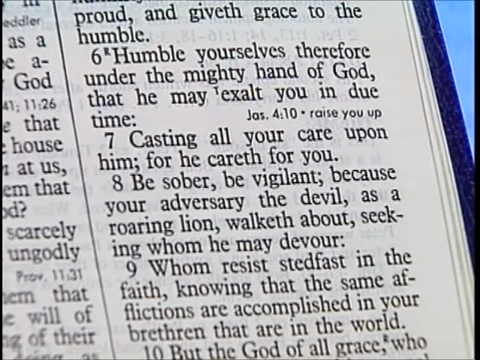 eddler
as a
e a-
God
41; 11:26
e that
house
at us,
em that
d?
scarcely
ungodly
Prov. 11:31
em that
will of
of their
as
proud, and giveth grace to the
humble.
6 RHumble yourselves therefore
under the mighty hand of God,
that he may Texalt you in due
time: Jas. 4:10 • raise you up
7 Casting all your care upon
him; for he careth for you.
8 Be sober, be vigilant; because
your adversary the devil, as a
roaring lion, walketh about, seek-
ing whom he may devour:
9 Whom resist stedfast in the
faith, knowing that the same af-
flictions are accomplished in your
brethren that are in the world.
10 But the God of all grace, who